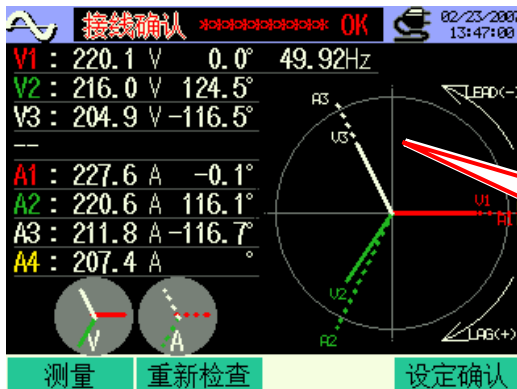 接线确认 ************ OK 02/23/2007
13:47:00
V1 : 220.1 V 0.0° 49.92Hz
V2 : 216.0 V 124.5°
V3 : 204.9 V -116.5°
--
A1 : 227.6 A -0.1°
A2 : 220.6 A 116.1°
A3 : 211.8 A -116.7°
A4 : 207.4 A °
LEAD(-)
A3
V3
V1
A1
V2
A2
LAG(+)
V
A
测量 重新检查 设定确认